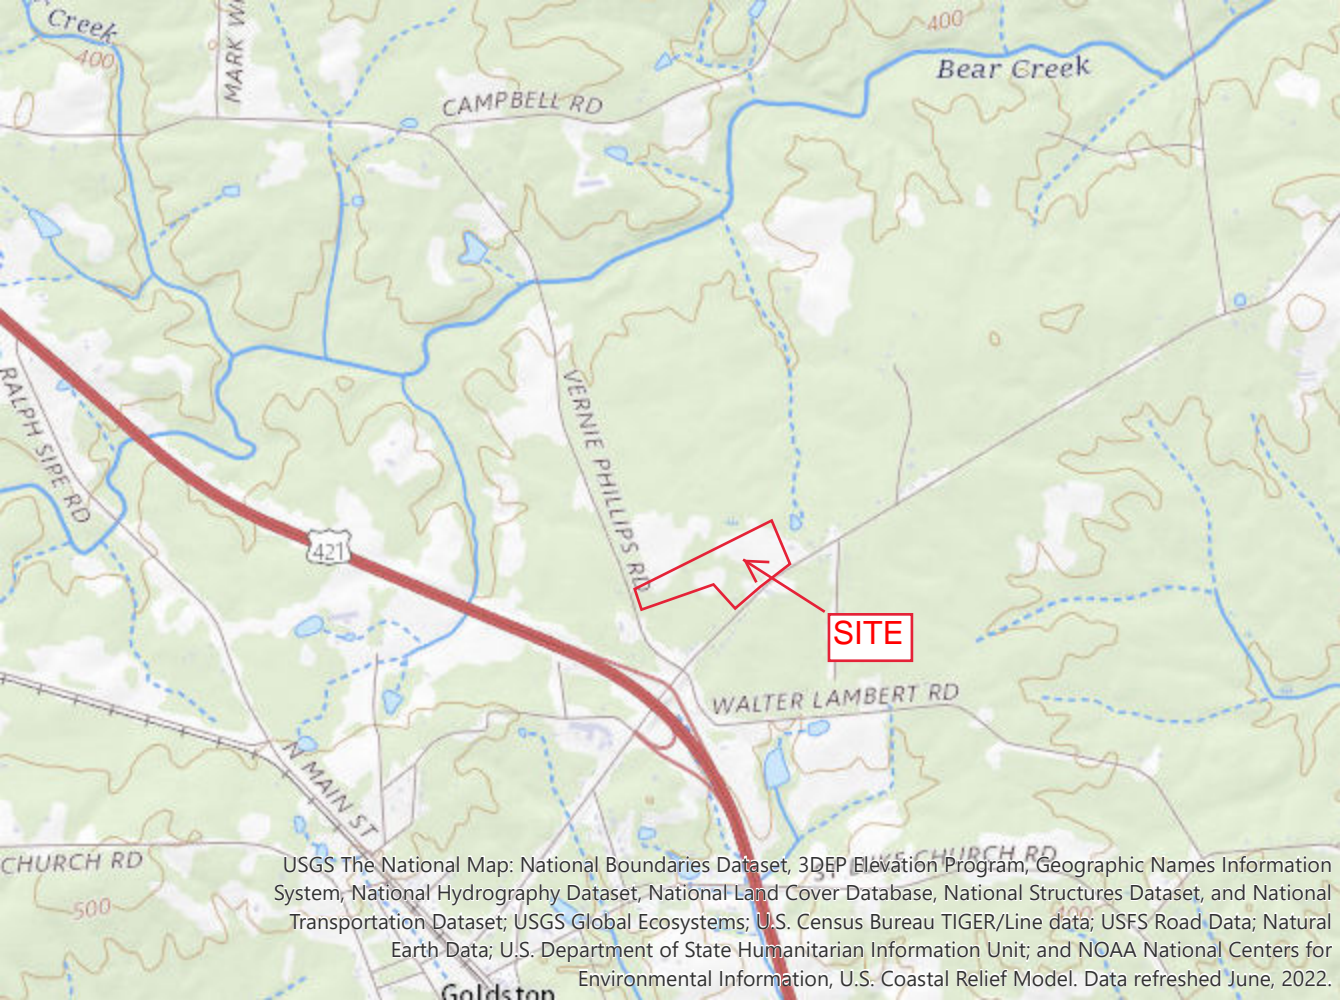 Creek
400
MARK
400
Bear Creek
CAMPBELL RD
RALPH SIPE RD
VERNIE PHILLIPS RD
421
SITE
WALTER LAMBERT RD
N MAIN ST
CHURCH RD
CHURCH RD
500
USGS The National Map: National Boundaries Dataset, 3DEP Elevation Program, Geographic Names Information
System, National Hydrography Dataset, National Land Cover Database, National Structures Dataset, and National
Transportation Dataset; USGS Global Ecosystems; U.S. Census Bureau TIGER/Line data; USFS Road Data; Natural
Earth Data; U.S. Department of State Humanitarian Information Unit; and NOAA National Centers for
Environmental Information, U.S. Coastal Relief Model. Data refreshed June, 2022.
Goldston